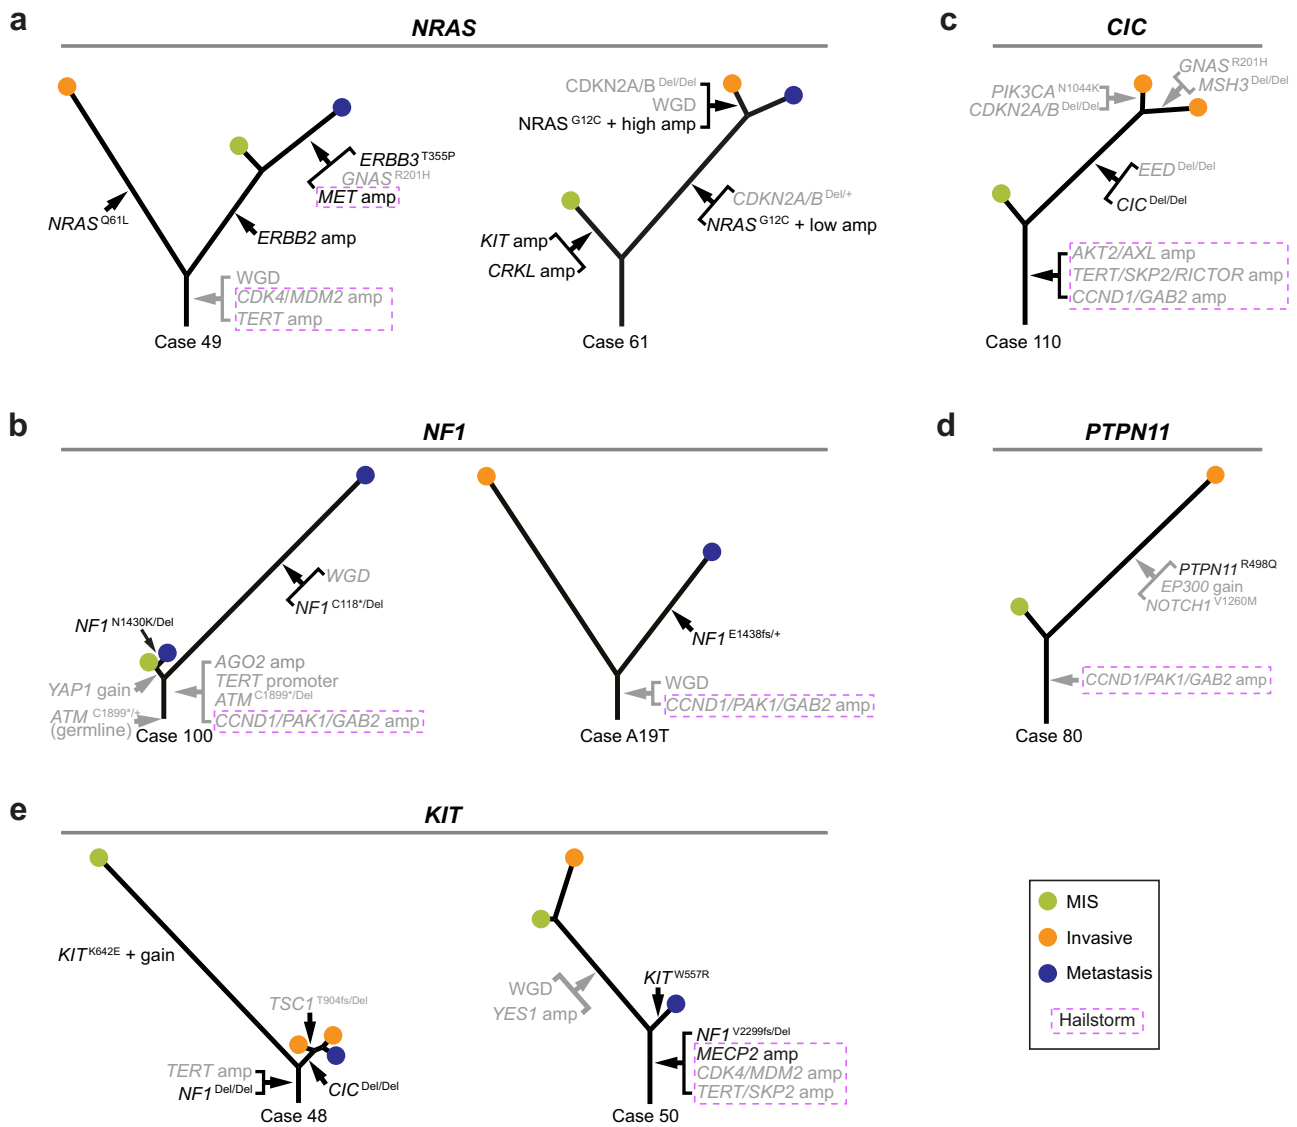 a
NRAS
NRAS Q61L
ERBB3 T355P
GNAS R201H
MET amp
ERBB2 amp
WGD
CDK4/MDM2 amp
TERT amp
Case 49
CDKN2A/B Del/Del
WGD
NRAS G12C + high amp
CDKN2A/B Del/+
NRAS G12C + low amp
KIT amp
CRKL amp
Case 61
c
CIC
GNAS R201H
MSH3 Del/Del
PIK3CA N1044K
CDKN2A/B Del/Del
EED Del/Del
CIC Del/Del
AKT2/AXL amp
TERT/SKP2/RICTOR amp
CCND1/GAB2 amp
Case 110
b
NF1
WGD
NF1 C118*/Del
NF1 N1430K/Del
YAP1 gain
ATM C1899*/+
(germline)
AGO2 amp
TERT promoter
ATM C1899*/Del
CCND1/PAK1/GAB2 amp
Case 100
NF1 E1438fs/+
WGD
CCND1/PAK1/GAB2 amp
Case A19T
d
PTPN11
PTPN11 R498Q
EP300 gain
NOTCH1 V1260M
CCND1/PAK1/GAB2 amp
Case 80
e
KIT
KIT K642E + gain
TSC1 T904fs/Del
TERT amp
NF1 Del/Del
CIC Del/Del
Case 48
WGD
YES1 amp
KIT W557R
NF1 V2299fs/Del
MECP2 amp
CDK4/MDM2 amp
TERT/SKP2 amp
Case 50
MIS
Invasive
Metastasis
Hailstorm